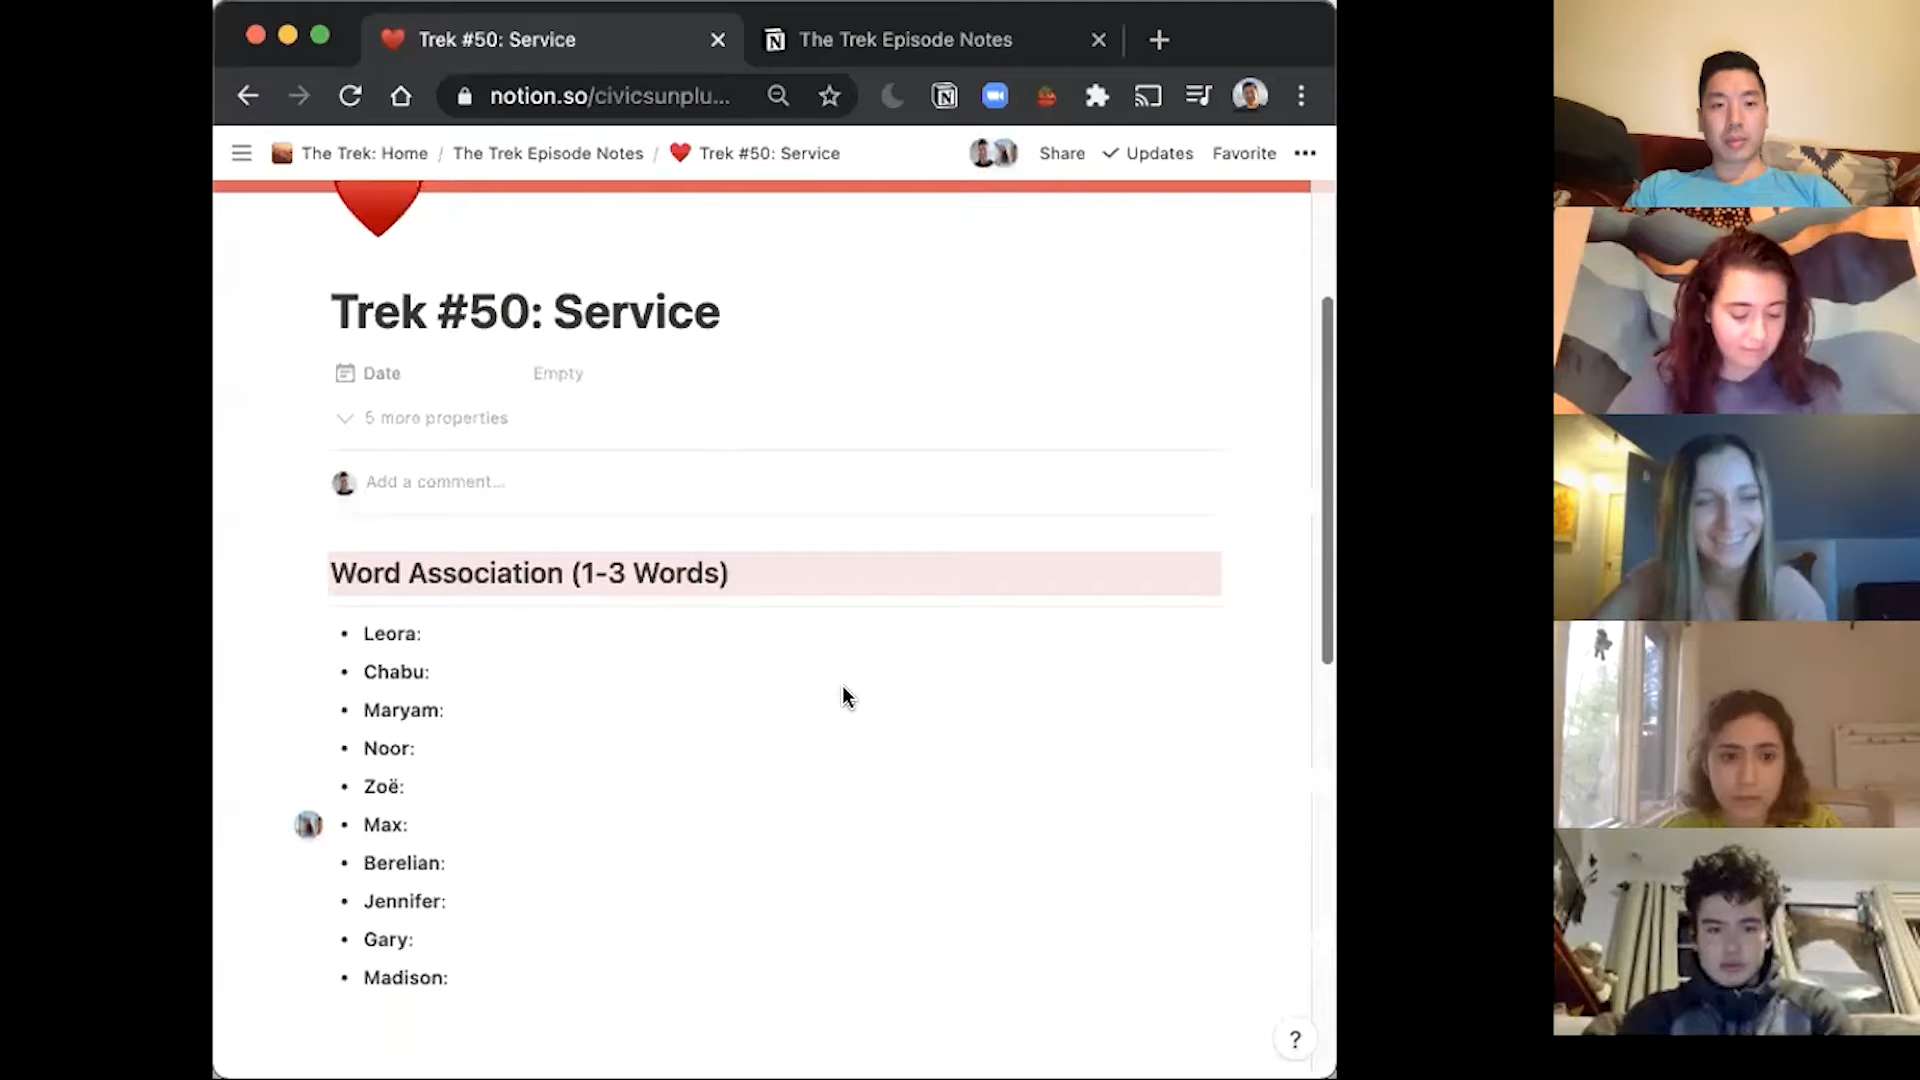 Trek #50: Service
The Trek Episode Notes
notion.so/civicsunplu...
The Trek: Home / The Trek Episode Notes / Trek #50: Service
Share
Updates
Favorite
Trek #50: Service
Date
Empty
5 more properties
Add a comment...
Word Association (1-3 Words)
• Leora:
• Chabu:
• Maryam:
• Noor:
• Zoë:
• Max:
• Berelian:
• Jennifer:
• Gary:
• Madison:
?